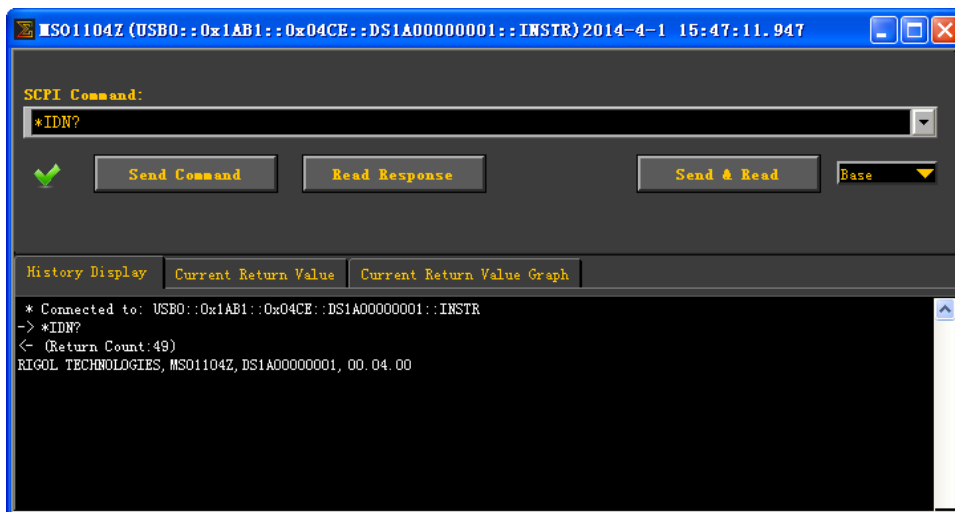 MSO1104Z (USB0::0x1AB1::0x04CE::DS1A00000001::INSTR) 2014-4-1 15:47:11.947
SCPI Command:
*IDN?
Send Command Read Response Send & Read Base
History Display Current Return Value Current Return Value Graph
* Connected to: USB0::0x1AB1::0x04CE::DS1A00000001::INSTR
-> *IDN?
<- (Return Count:49)
RIGOL TECHNOLOGIES,MSO1104Z,DS1A00000001,00.04.00